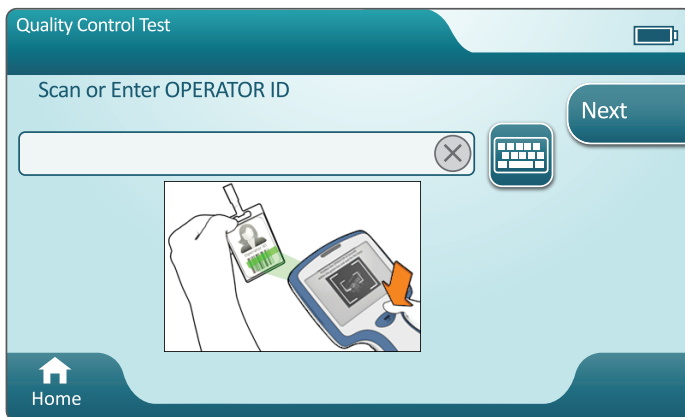 Quality Control Test
Scan or Enter OPERATOR ID
Next
Home